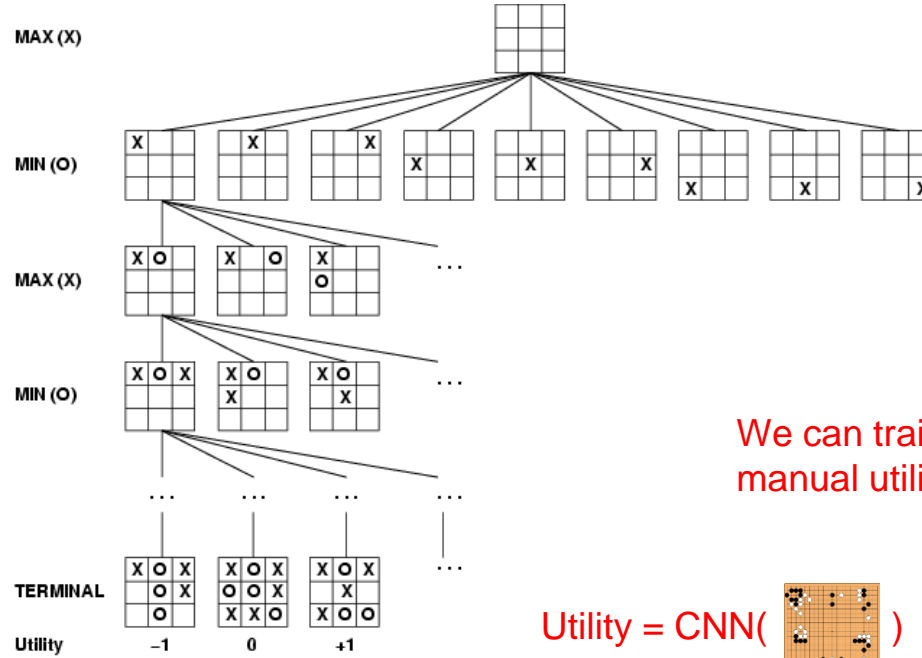 MAX (X)
X X X
MIN (O) X X X
X X X
X O X O X
MAX (X) O ...
X O X X O X O
MIN (O) X X ...
... ... ... ...
X O X X O X X O X ...
TERMINAL O X O O X X
O X X O X O O
Utility −1 0 +1
We can trai
manual utili
Utility = CNN( )